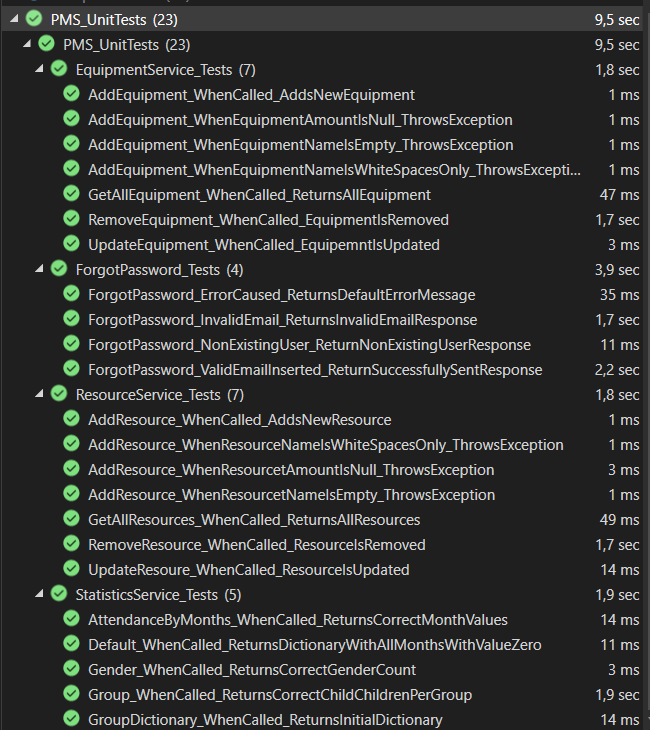 PMS_UnitTests (23) 9,5 sec
PMS_UnitTests (23) 9,5 sec
EquipmentService_Tests (7) 1,8 sec
AddEquipment_WhenCalled_AddsNewEquipment 1 ms
AddEquipment_WhenEquipmentAmountIsNull_ThrowsException 1 ms
AddEquipment_WhenEquipmentNameIsEmpty_ThrowsException 1 ms
AddEquipment_WhenEquipmentNameIsWhiteSpacesOnly_ThrowsExcepti... 1 ms
GetAllEquipment_WhenCalled_ReturnsAllEquipment 47 ms
RemoveEquipment_WhenCalled_EquipmentIsRemoved 1,7 sec
UpdateEquipment_WhenCalled_EquipemntIsUpdated 3 ms
ForgotPassword_Tests (4) 3,9 sec
ForgotPassword_ErrorCaused_ReturnsDefaultErrorMessage 35 ms
ForgotPassword_InvalidEmail_ReturnsInvalidEmailResponse 1,7 sec
ForgotPassword_NonExistingUser_ReturnNonExistingUserResponse 11 ms
ForgotPassword_ValidEmailInserted_ReturnSuccessfullySentResponse 2,2 sec
ResourceService_Tests (7) 1,8 sec
AddResource_WhenCalled_AddsNewResource 1 ms
AddResource_WhenResourceNameIsWhiteSpacesOnly_ThrowsException 1 ms
AddResource_WhenResourcetAmountIsNull_ThrowsException 3 ms
AddResource_WhenResourcetNameIsEmpty_ThrowsException 1 ms
GetAllResources_WhenCalled_ReturnsAllResources 49 ms
RemoveResource_WhenCalled_ResourceIsRemoved 1,7 sec
UpdateResoure_WhenCalled_ResourceIsUpdated 14 ms
StatisticsService_Tests (5) 1,9 sec
AttendanceByMonths_WhenCalled_ReturnsCorrectMonthValues 14 ms
Default_WhenCalled_ReturnsDictionaryWithAllMonthsWithValueZero 11 ms
Gender_WhenCalled_ReturnsCorrectGenderCount 3 ms
Group_WhenCalled_ReturnsCorrectChildChildrenPerGroup 1,9 sec
GroupDictionary_WhenCalled_ReturnsInitialDictionary 14 ms